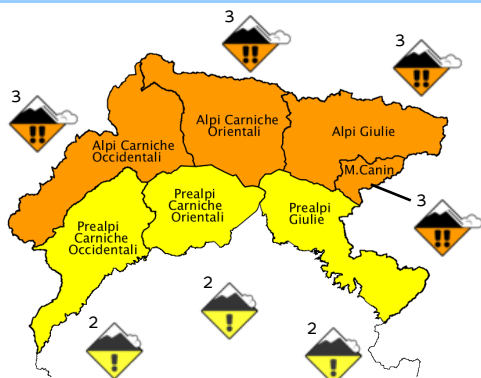 3
3
3
Alpi Carniche
Orientali
Alpi Giulie
Alpi Carniche
Occidentali
M.Canin
3
Prealpi
Carniche
Orientali
Prealpi
Giulie
Prealpi
Carniche
Occidentali
2
2
2